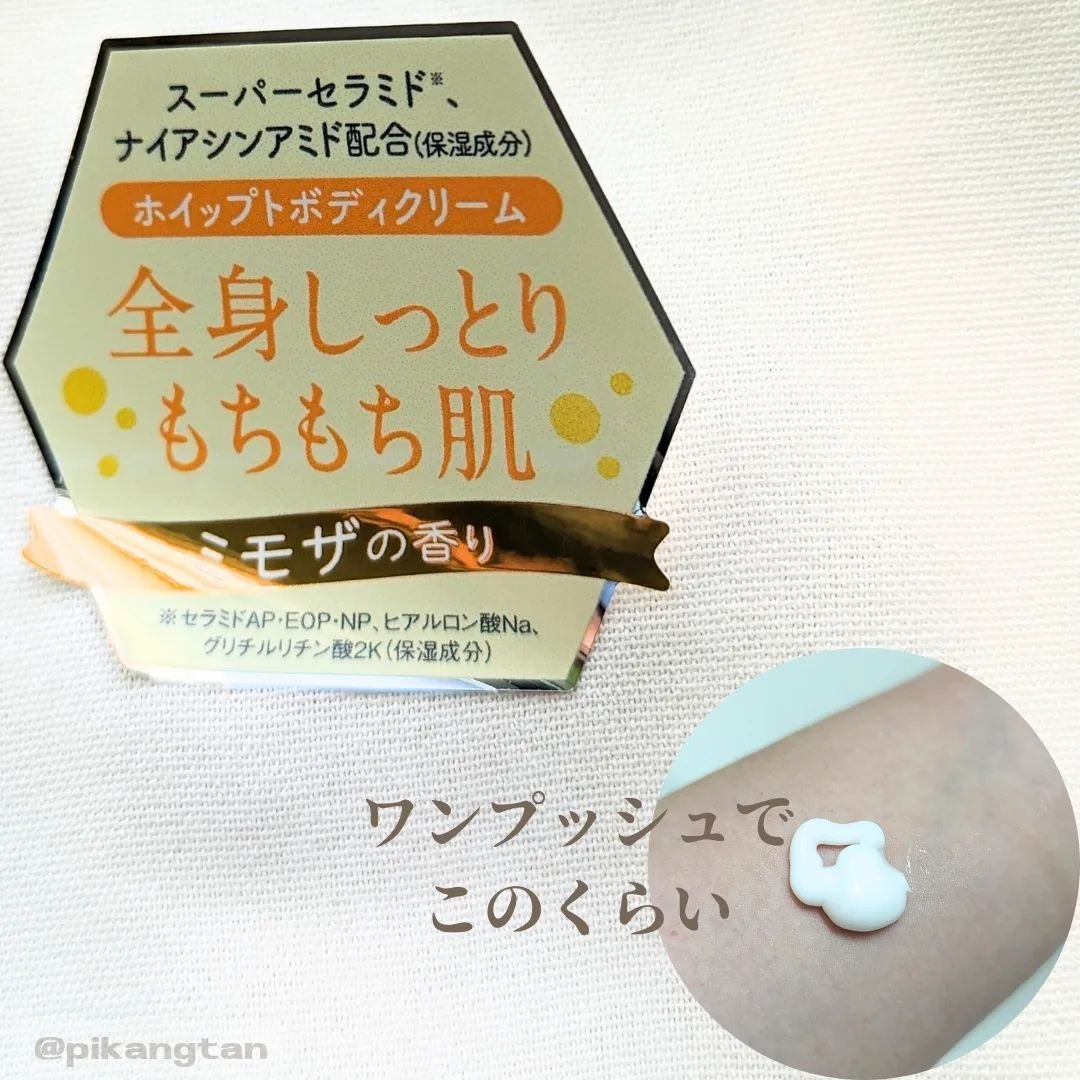 スーパーセラミド※、
ナイアシンアミド配合(保湿成分)
ホイップトボディクリーム
全身しっとり
もちもち肌
ミモザの香り
※セラミドAP・EOP・NP、ヒアルロン酸Na、
グリチルリチン酸2K(保湿成分)
ワンプッシュで
このくらい
@pikangtan